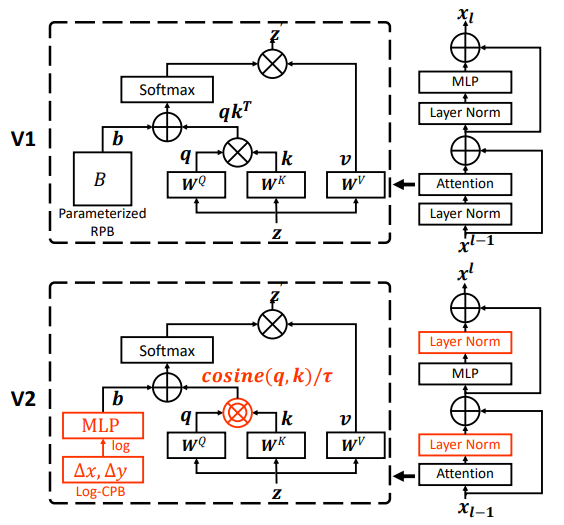 z'
x_l
Softmax
MLP
qk^T
V1
b
Layer Norm
q
k
v
B
W^Q
W^K
W^V
Attention
Parameterized
RPB
Layer Norm
z
x^{l-1}
z'
x^l
Softmax
Layer Norm
cosine(q, k)/τ
V2
b
MLP
MLP
q
k
v
log
W^Q
W^K
W^V
Layer Norm
Δx, Δy
Attention
Log-CPB
z
x_{l-1}